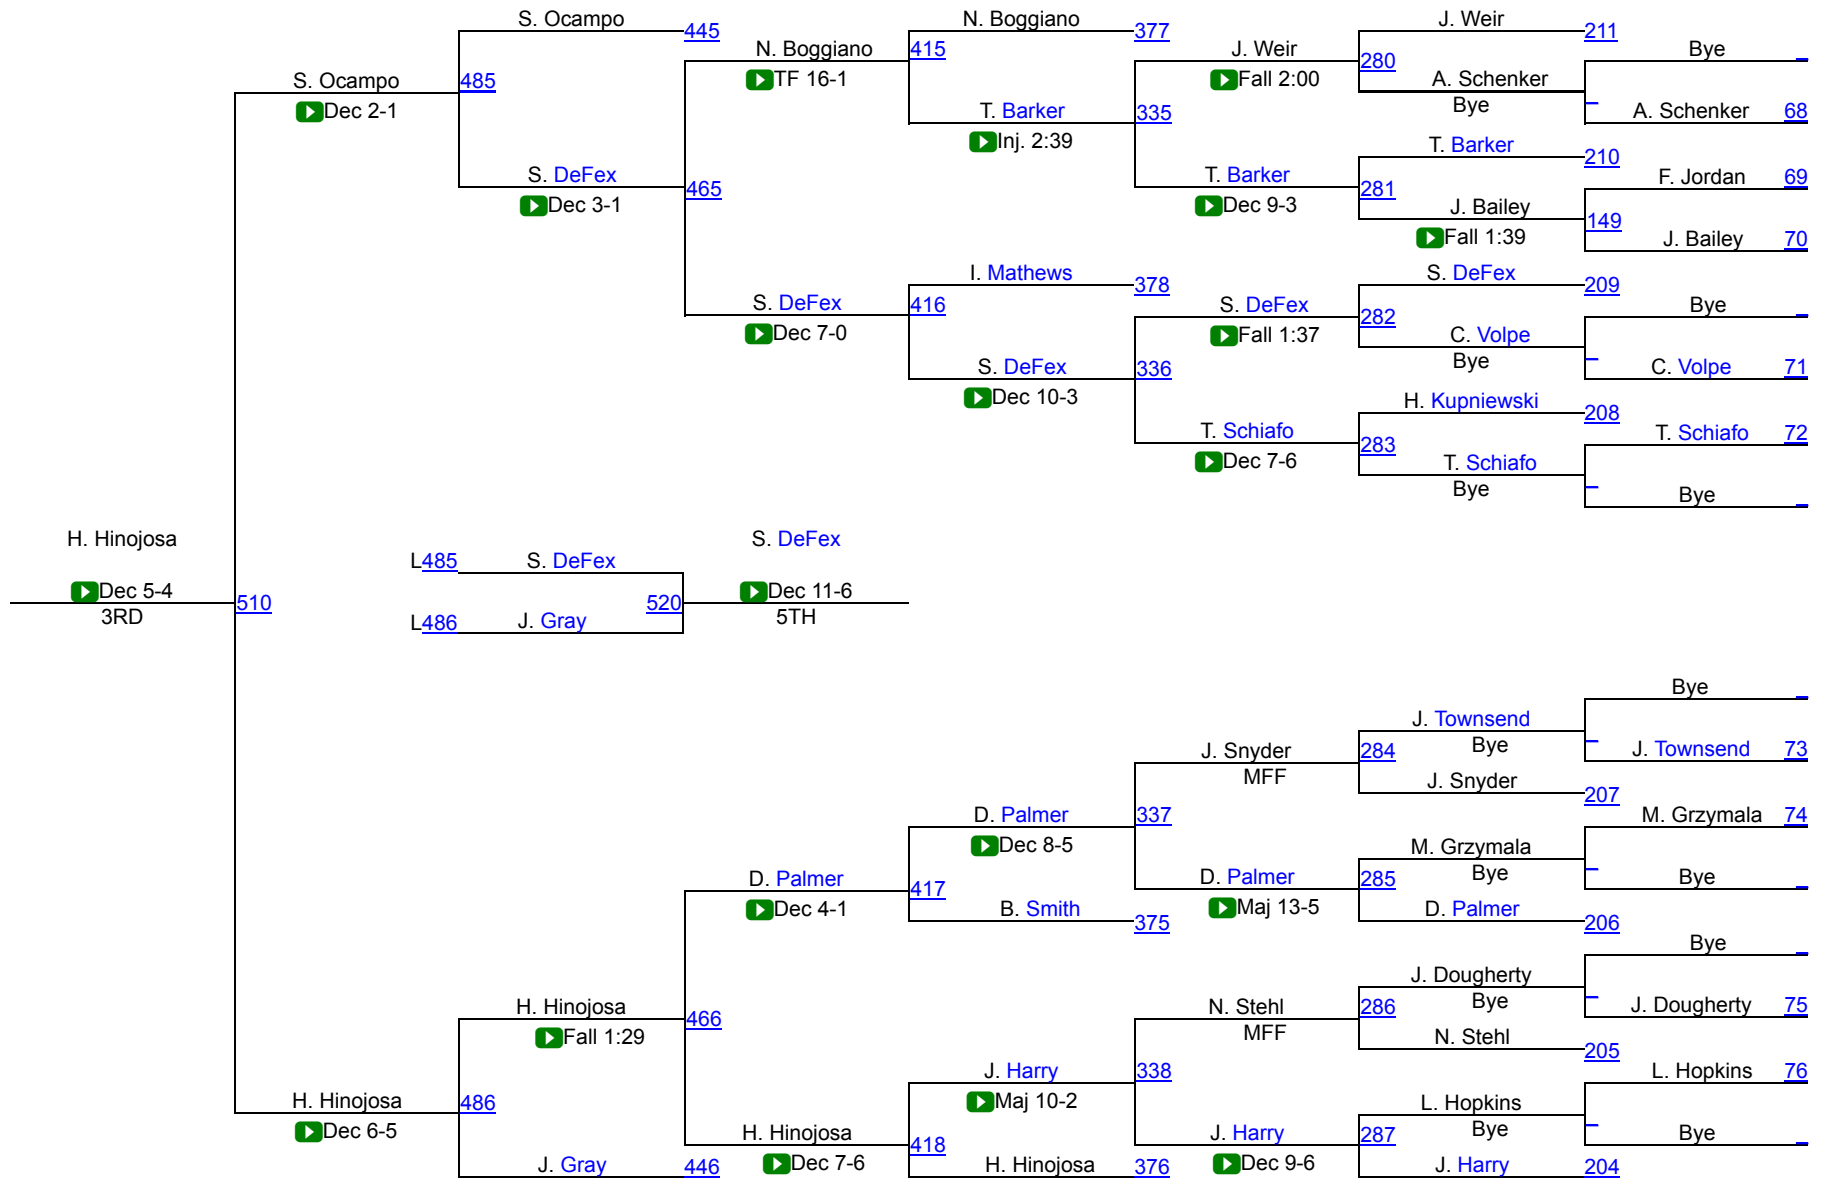 S. Ocampo
445
N. Boggiano
377
J. Weir
211
Bye
N. Boggiano
415
J. Weir
280
TF 16-1
Fall 2:00
A. Schenker
Bye
S. Ocampo
485
Dec 2-1
T. Barker
335
A. Schenker 68
Inj. 2:39
T. Barker
210
S. DeFex
465
Dec 3-1
T. Barker
281
Dec 9-3
F. Jordan 69
J. Bailey
149
Fall 1:39
J. Bailey 70
I. Mathews
378
S. DeFex
209
S. DeFex
416
Dec 7-0
S. DeFex
282
Fall 1:37
Bye
C. Volpe
Bye
S. DeFex
336
Dec 10-3
C. Volpe 71
H. Kupniewski
208
T. Schiafo
283
Dec 7-6
T. Schiafo 72
T. Schiafo
Bye
Bye
H. Hinojosa
S. DeFex
L485
S. DeFex
Dec 5-4
510
3RD
520
Dec 11-6
5TH
L486
J. Gray
Bye
J. Townsend
Bye
284
J. Townsend 73
J. Snyder
MFF
J. Snyder
207
D. Palmer
337
Dec 8-5
M. Grzymala 74
M. Grzymala
Bye
285
Bye
D. Palmer
417
Dec 4-1
D. Palmer
Maj 13-5
B. Smith
375
D. Palmer
206
Bye
J. Dougherty
Bye
286
J. Dougherty 75
H. Hinojosa
466
Fall 1:29
N. Stehl
MFF
N. Stehl
205
J. Harry
338
Maj 10-2
L. Hopkins 76
H. Hinojosa
486
Dec 6-5
L. Hopkins
Bye
287
Bye
H. Hinojosa
418
Dec 7-6
J. Harry
Dec 9-6
J. Gray
446
H. Hinojosa
376
J. Harry
204